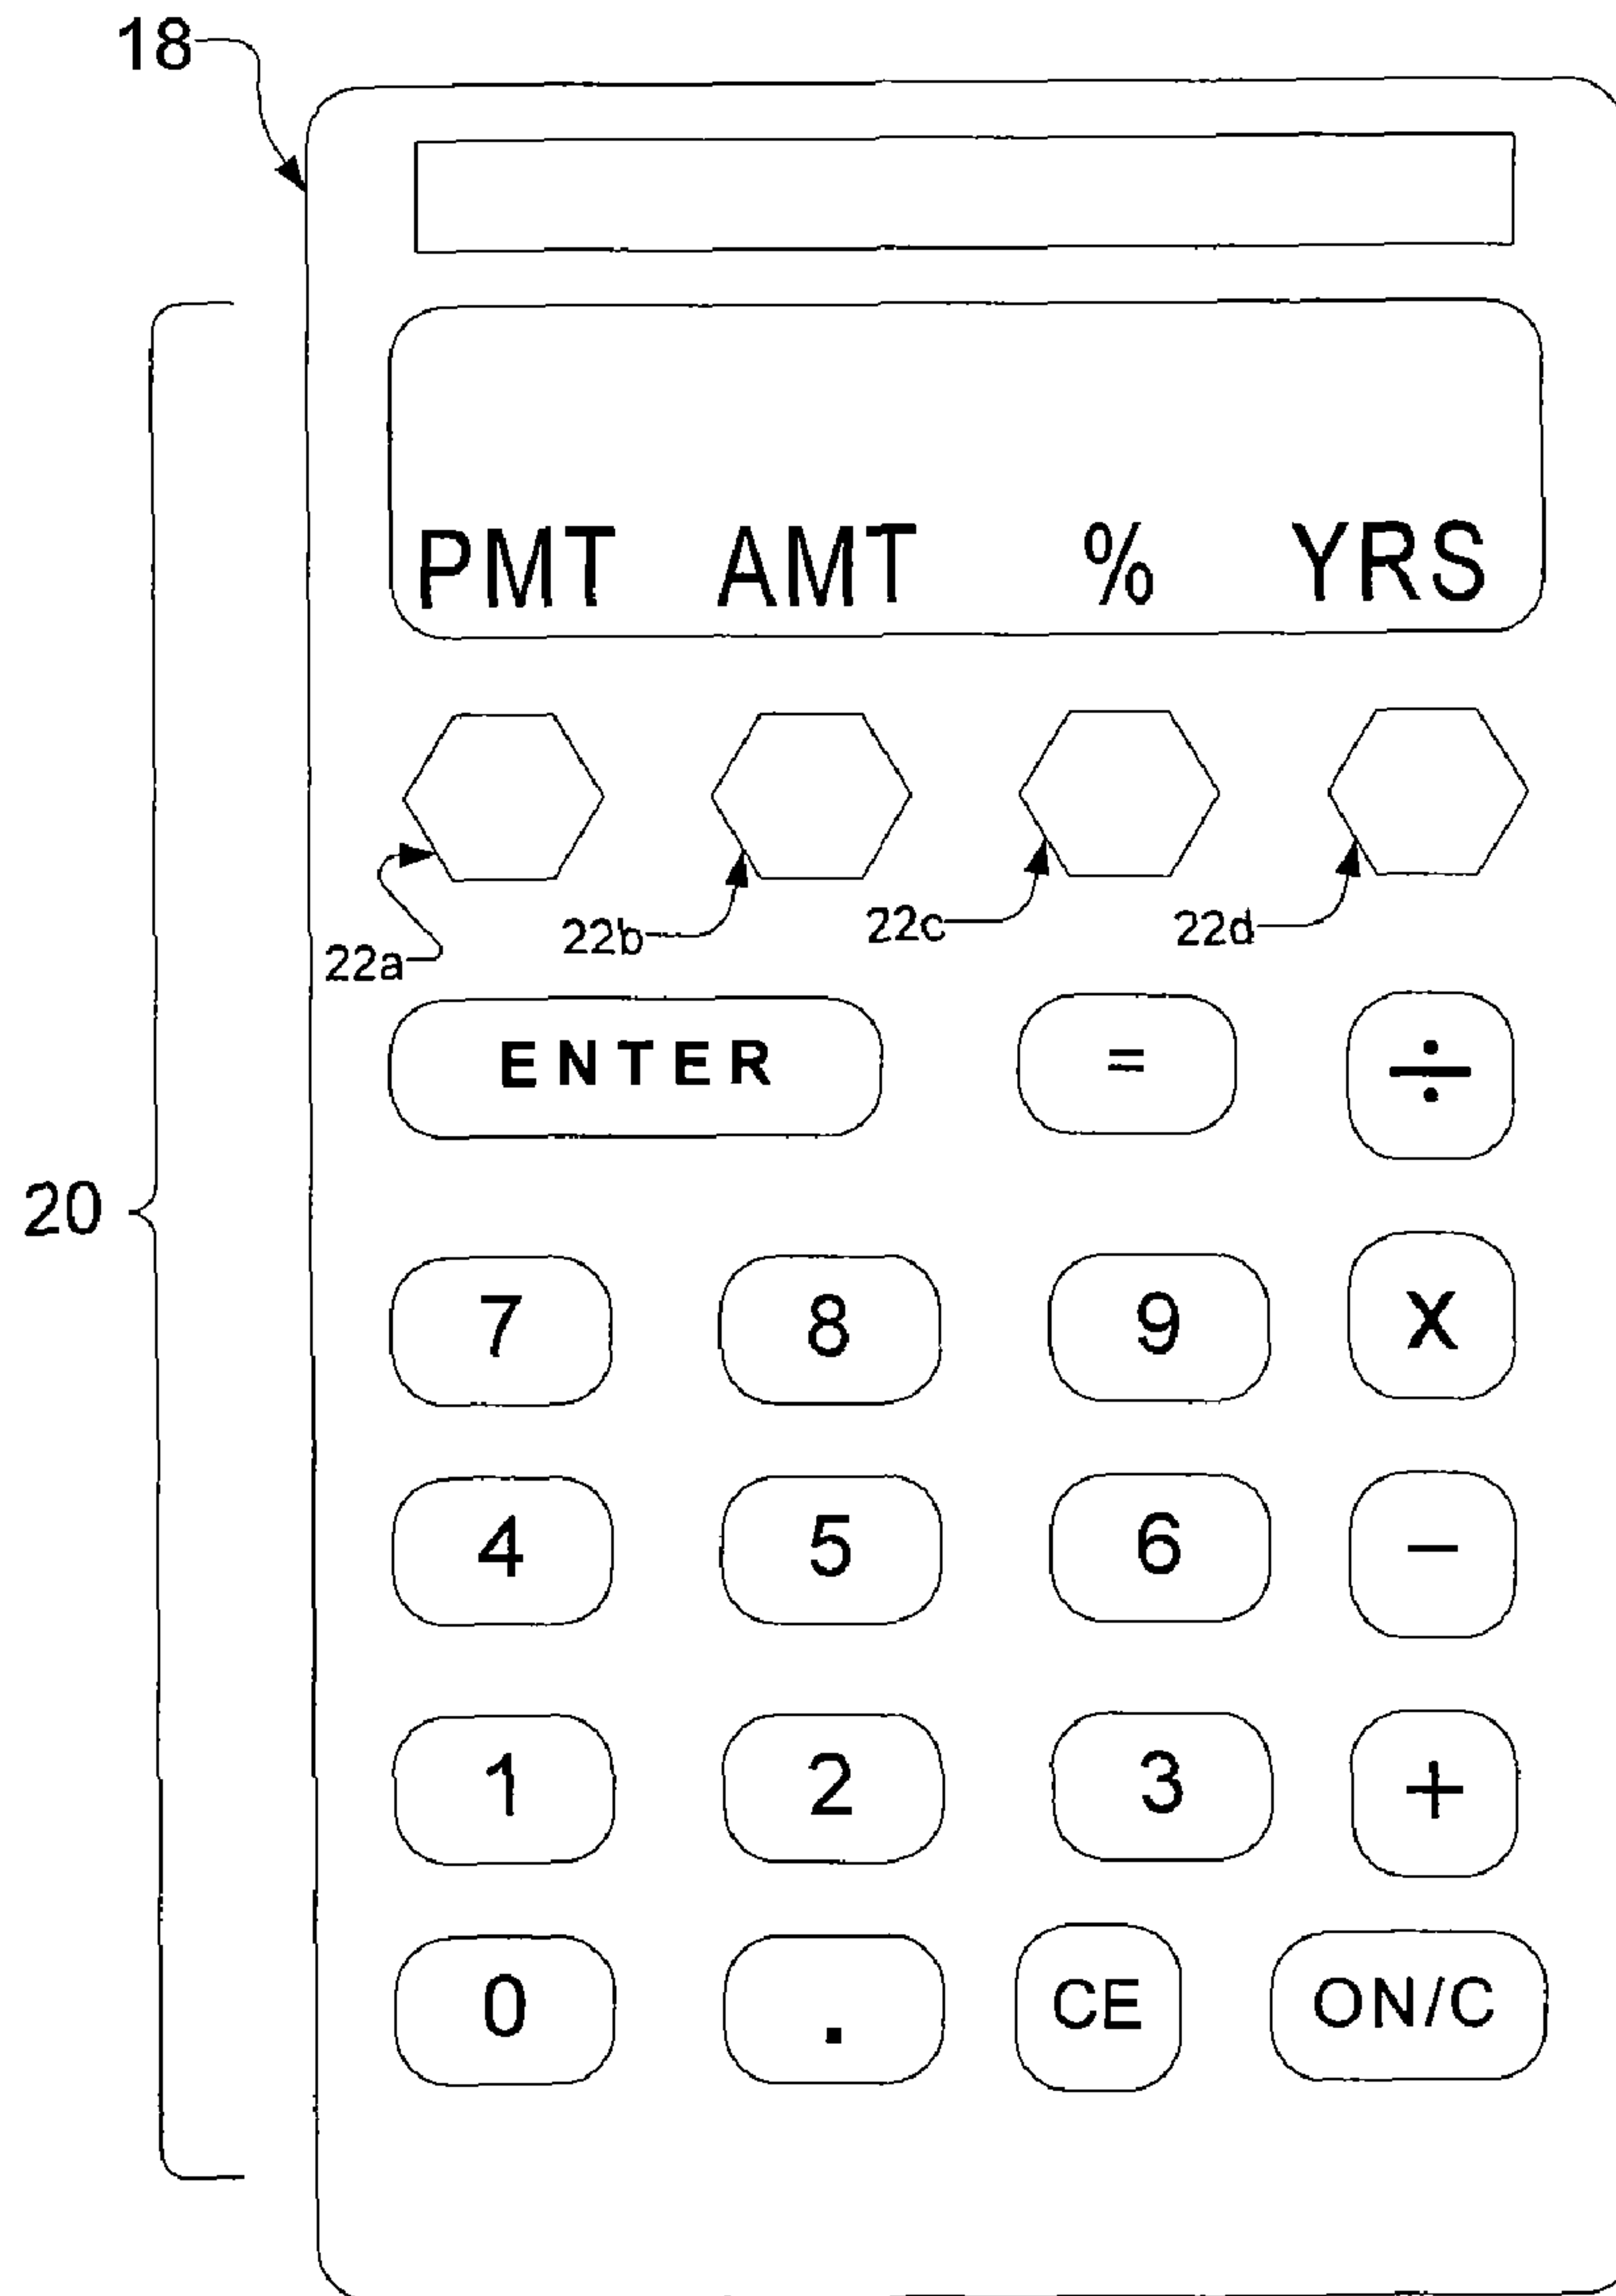 18
PMT AMT % YRS
22a 22b 22c 22d
ENTER = ÷
20
7 8 9 X
4 5 6 −
1 2 3 +
0 . CE ON/C